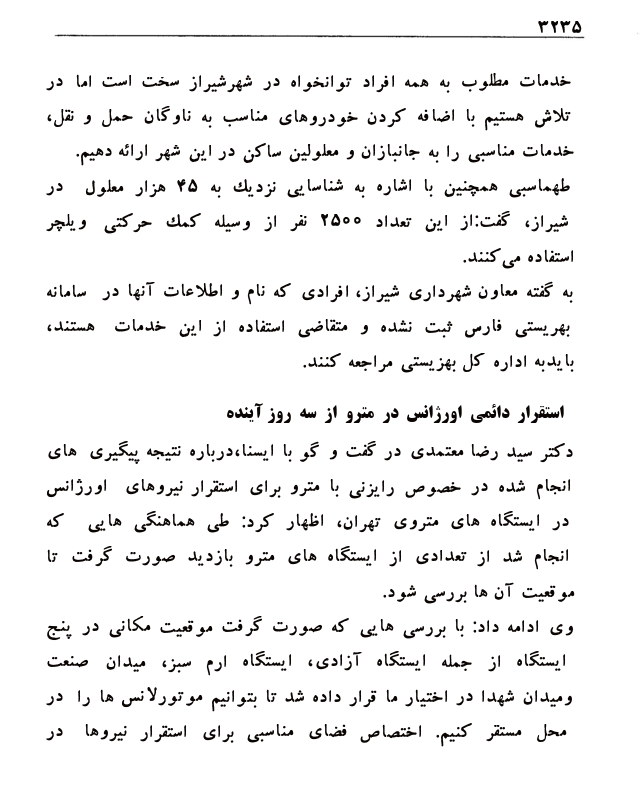 ۳۲۳۵
خدمات مطلوب به همه افراد توانخواه در شهرشیراز سخت است اما در
تلاش هستیم با اضافه کردن خودروهای مناسب به ناوگان حمل و نقل،
خدمات مناسبی را به جانبازان و معلولین ساکن در این شهر ارائه دهیم.
طهماسبی همچنین با اشاره به شناسایی نزدیك به ۴۵ هزار معلول در
شیراز، گفت:از این تعداد ۲۵۰۰ نفر از وسیله کمك حرکتی ویلچر
استفاده می‌کنند.
به گفته معاون شهرداری شیراز، افرادی که نام و اطلاعات آنها در سامانه
بهریستی فارس ثبت نشده و متقاضی استفاده از این خدمات هستند،
بایدبه اداره کل بهزیستی مراجعه کنند.
استقرار دائمی اورژانس در مترو از سه روز آینده
دکتر سید رضا معتمدی در گفت و گو با ایسنا،درباره نتیجه پیگیری های
انجام شده در خصوص رایزنی با مترو برای استقرار نیروهای اورژانس
در ایستگاه های متروی تهران، اظهار کرد: طی هماهنگی هایی که
انجام شد از تعدادی از ایستگاه های مترو بازدید صورت گرفت تا
موقعیت آن ها بررسی شود.
وی ادامه داد: با بررسی هایی که صورت گرفت موقعیت مکانی در پنج
ایستگاه از جمله ایستگاه آزادی، ایستگاه ارم سبز، میدان صنعت
ومیدان شهدا در اختیار ما قرار داده شد تا بتوانیم موتورلانس ها را در
محل مستقر کنیم. اختصاص فضای مناسبی برای استقرار نیروها در